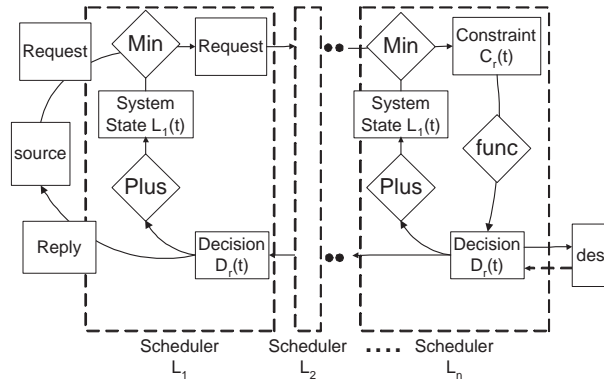 Request
Min
Request
Min
Constraint
C_r(t)
System
State L_1(t)
System
State L_1(t)
source
func
Plus
Plus
Reply
Decision
D_r(t)
Decision
D_r(t)
des
Scheduler
L_1
Scheduler
L_2
Scheduler
L_n